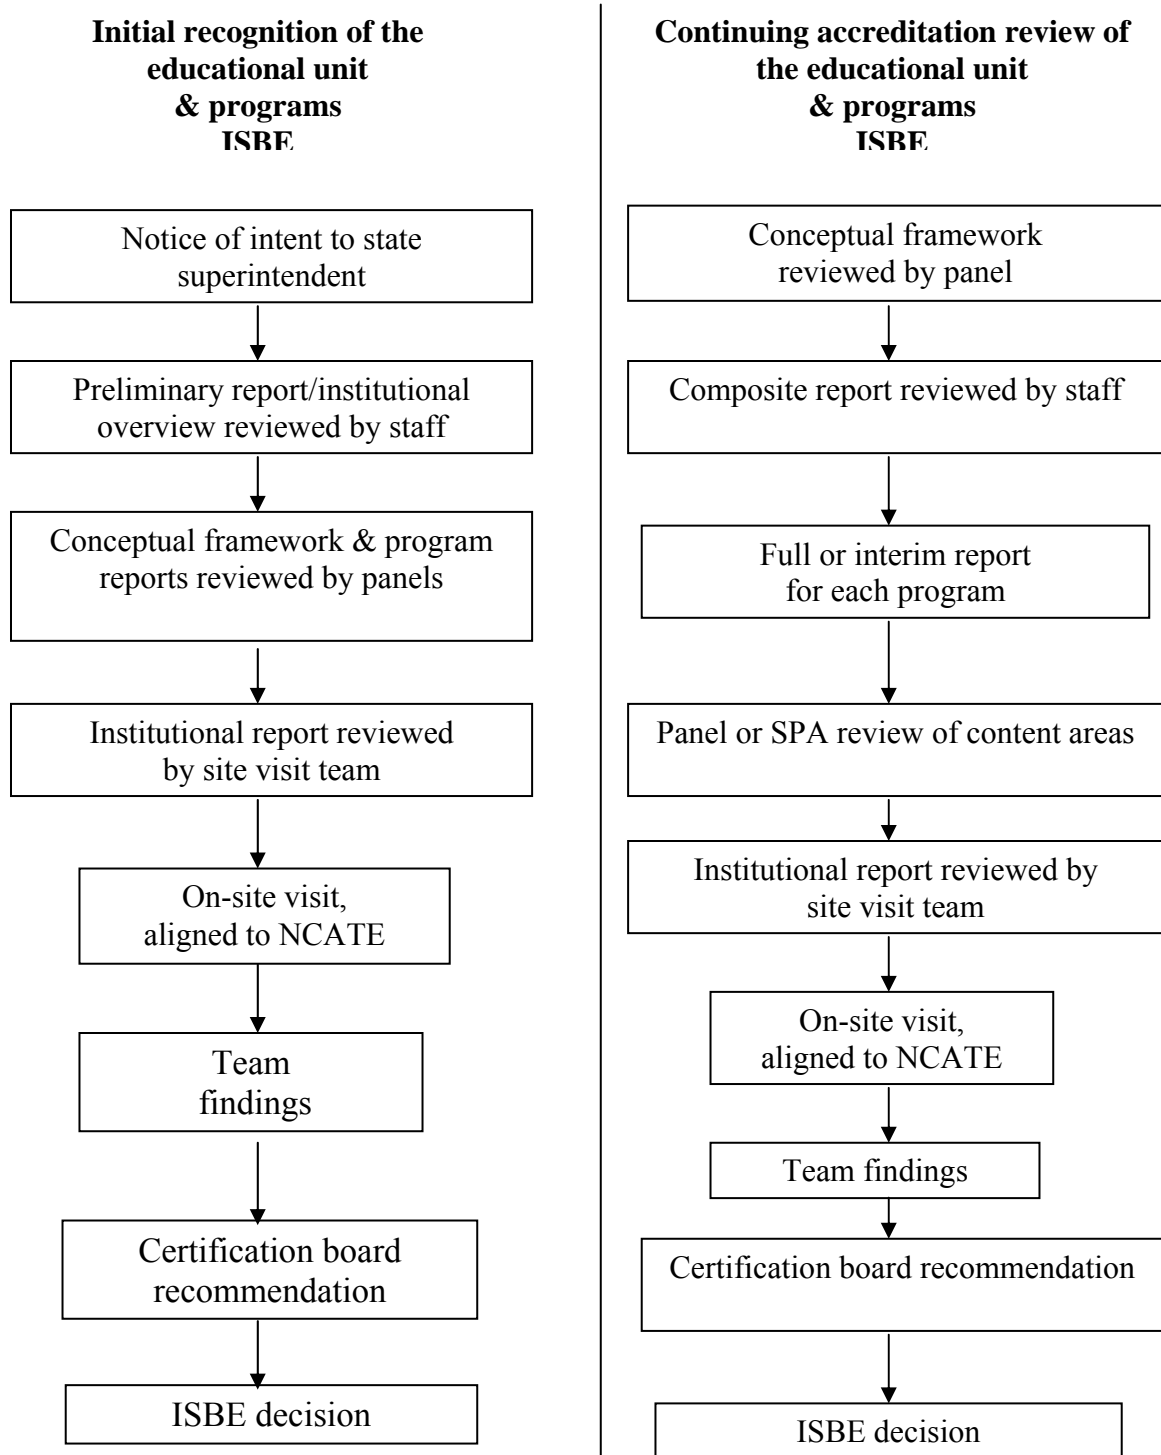 Initial recognition of the
educational unit
& programs
ISBE
Notice of intent to state
superintendent
Preliminary report/institutional
overview reviewed by staff
Conceptual framework & program
reports reviewed by panels
Institutional report reviewed
by site visit team
On-site visit,
aligned to NCATE
Team
findings
Certification board
recommendation
ISBE decision
Continuing accreditation review of
the educational unit
& programs
ISBE
Conceptual framework
reviewed by panel
Composite report reviewed by staff
Full or interim report
for each program
Panel or SPA review of content areas
Institutional report reviewed by
site visit team
On-site visit,
aligned to NCATE
Team findings
Certification board recommendation
ISBE decision